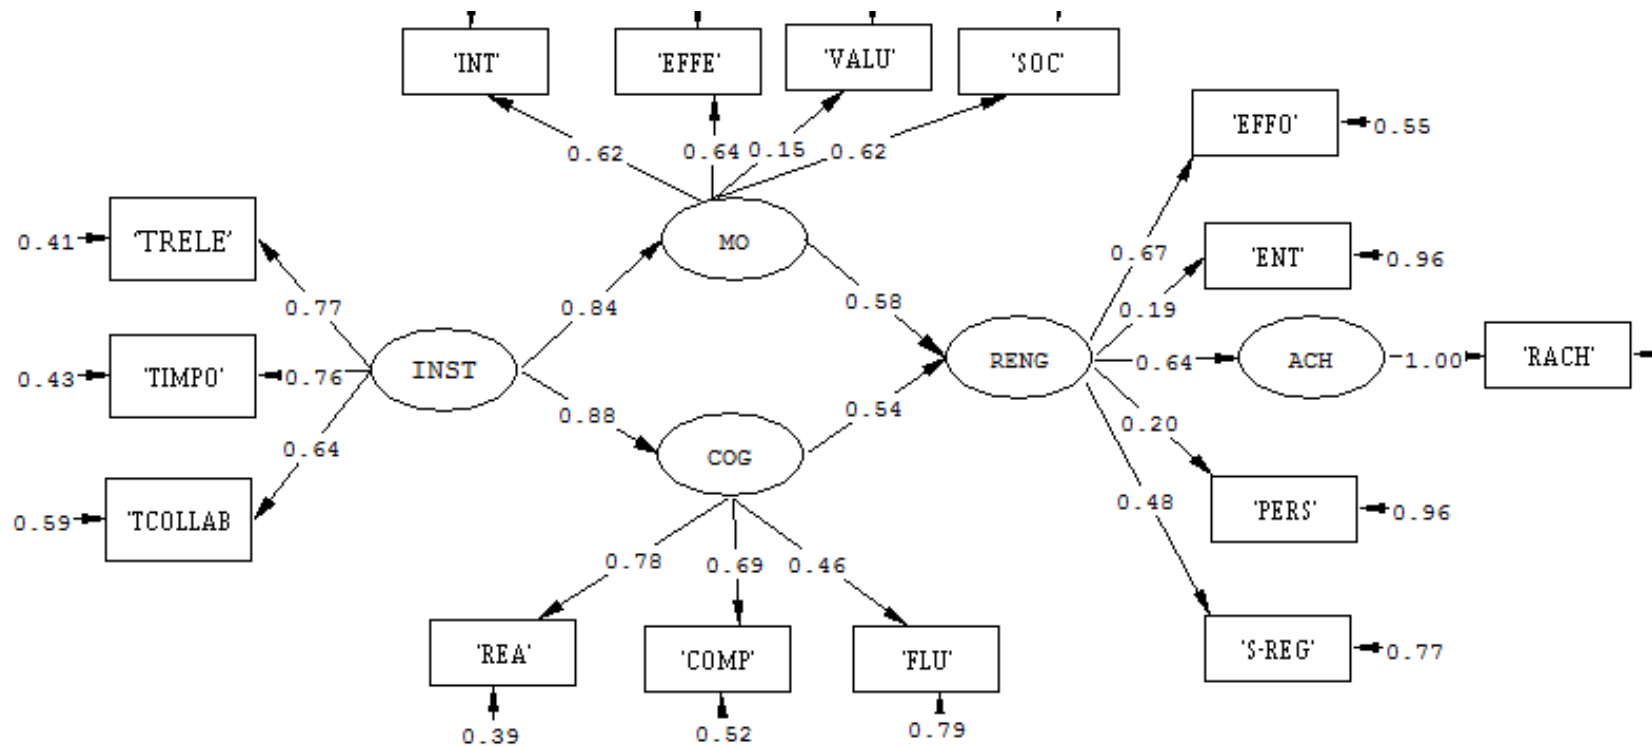 'INT' 'EFFE' 'VALU' 'SOC'
'EFFO' 0.55
0.62 0.64 0.15 0.62
0.41 'TRELE' MO 0.67 'ENT' 0.96
0.77 0.84 0.58 0.19
0.43 'TIMPO' 0.76 INST RENG 0.64 ACH 1.00 'RACH'
0.88 0.54 0.20
0.64 COG 0.48
0.59 'TCOLLAB 'PERS' 0.96
0.78 0.69 0.46
'REA' 'COMP' 'FLU' 'S-REG' 0.77
0.39 0.52 0.79